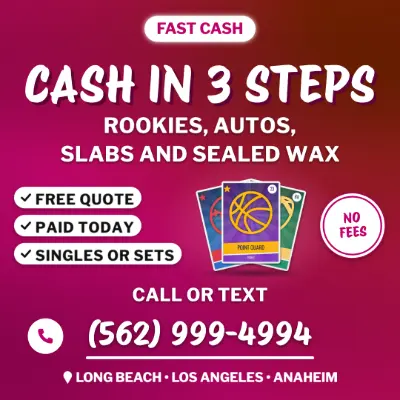 FAST CASH
CASH IN 3 STEPS
ROOKIES, AUTOS,
SLABS AND SEALED WAX
FREE QUOTE
PAID TODAY
SINGLES OR SETS
POINT GUARD
NO
FEES
CALL OR TEXT
(562) 999-4994
LONG BEACH • LOS ANGELES • ANAHEIM